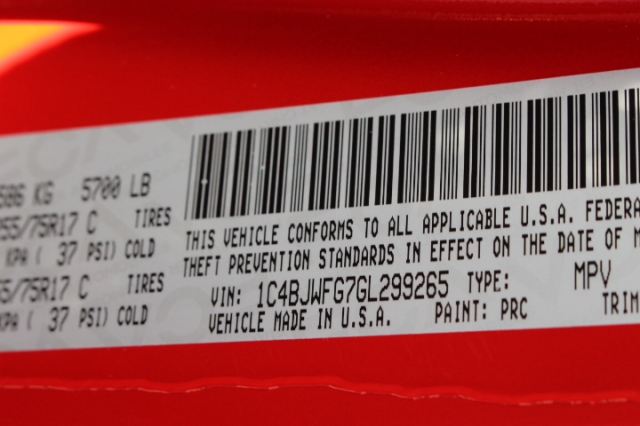 586 KG 5700 LB
255/75R17 C TIRES
KPA ( 37 PSI) COLD
55/75R17 C TIRES
KPA ( 37 PSI) COLD
THIS VEHICLE CONFORMS TO ALL APPLICABLE U.S.A. FEDERA
THEFT PREVENTION STANDARDS IN EFFECT ON THE DATE OF M
VIN: 1C4BJWFG7GL299265 TYPE: MPV
VEHICLE MADE IN U.S.A. PAINT: PRC TRIM